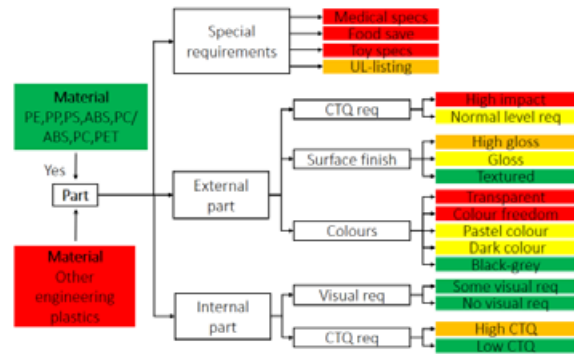 Special
requirements
Medical specs
Food save
Toy specs
UL-listing
Material
PE,PP,PS,ABS,PC/
ABS,PC,PET
Yes
Part
Material
Other
engineering
plastics
External
part
CTQ req
High impact
Normal level req
Surface finish
High gloss
Gloss
Textured
Colours
Transparent
Colour freedom
Pastel colour
Dark colour
Black-grey
Internal
part
Visual req
Some visual req
No visual req
CTQ req
High CTQ
Low CTQ